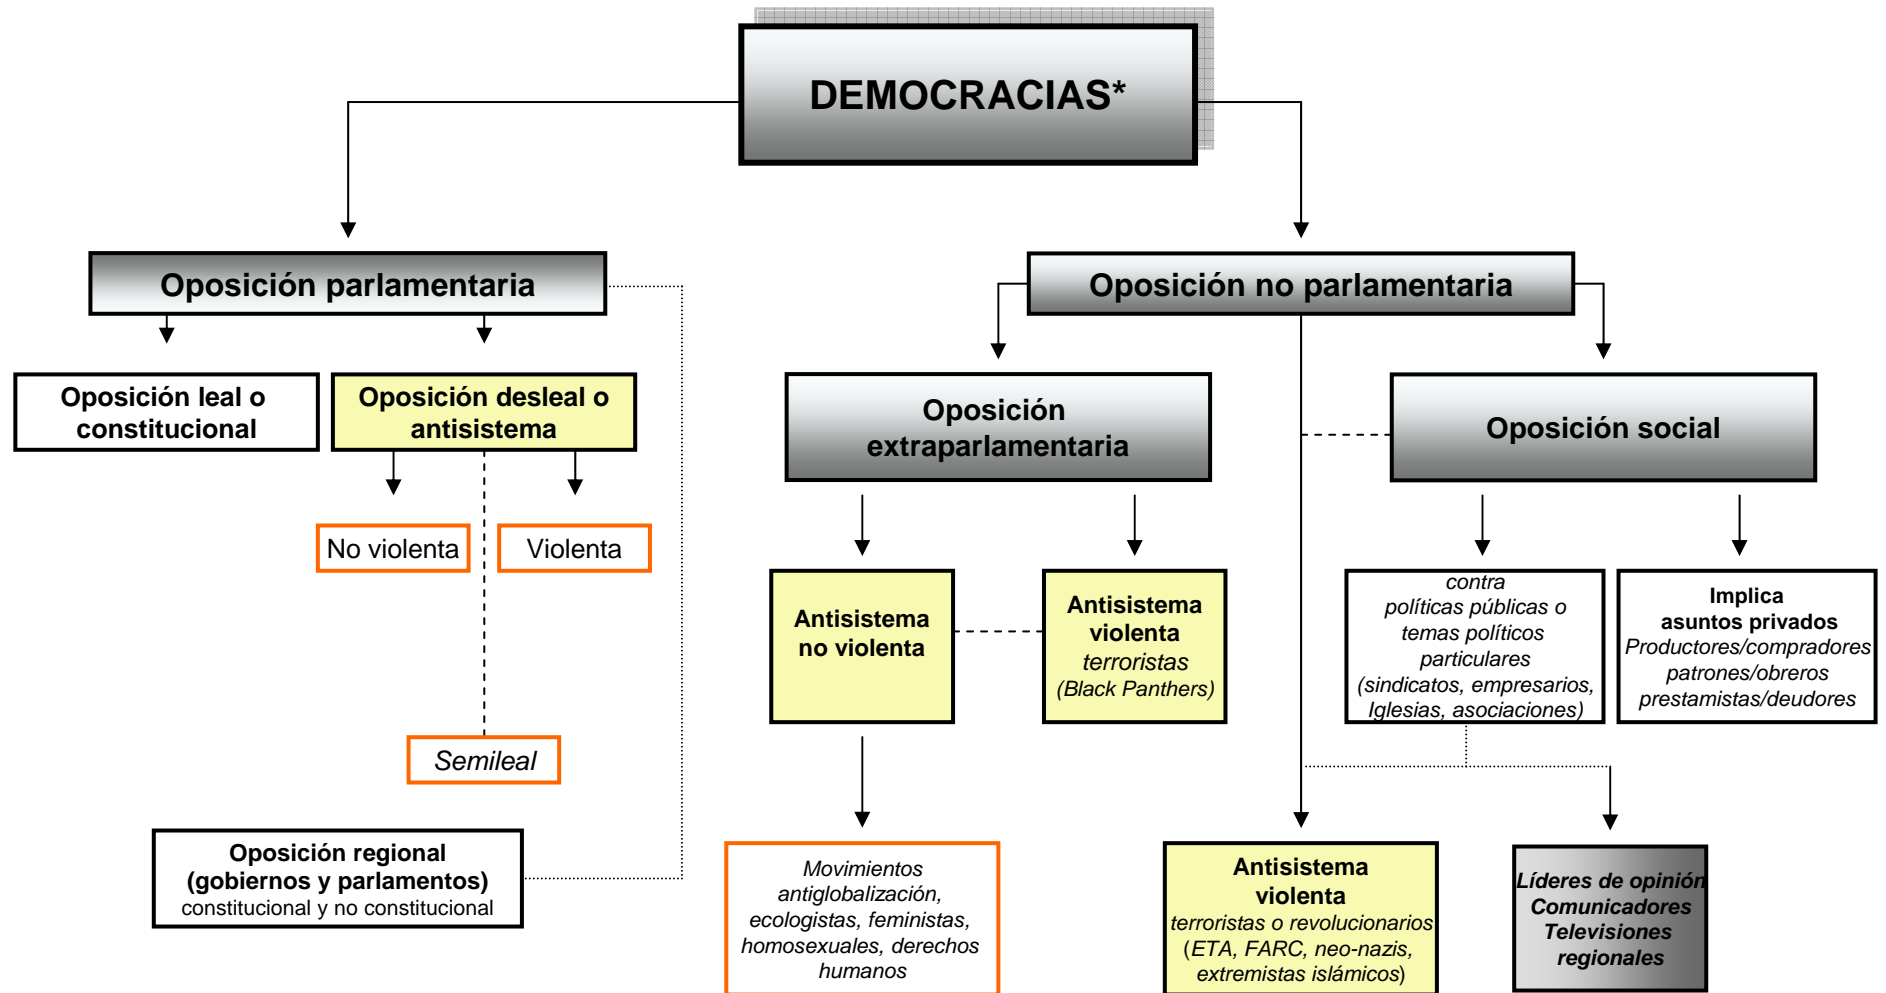 DEMOCRACIAS*
Oposición parlamentaria
Oposición no parlamentaria
Oposición leal o
constitucional
Oposición desleal o
antisistema
Oposición
extraparlamentaria
Oposición social
No violenta
Violenta
Antisistema
no violenta
Antisistema
violenta
terroristas
(Black Panthers)
contra
políticas públicas o
temas políticos
particulares
(sindicatos, empresarios,
Iglesias, asociaciones)
Implica
asuntos privados
Productores/compradores
patrones/obreros
prestamistas/deudores
Semileal
Oposición regional
(gobiernos y parlamentos)
constitucional y no constitucional
Movimientos
antiglobalización,
ecologistas, feministas,
homosexuales, derechos
humanos
Antisistema
violenta
terroristas o revolucionarios
(ETA, FARC, neo-nazis,
extremistas islámicos)
Líderes de opinión
Comunicadores
Televisiones
regionales